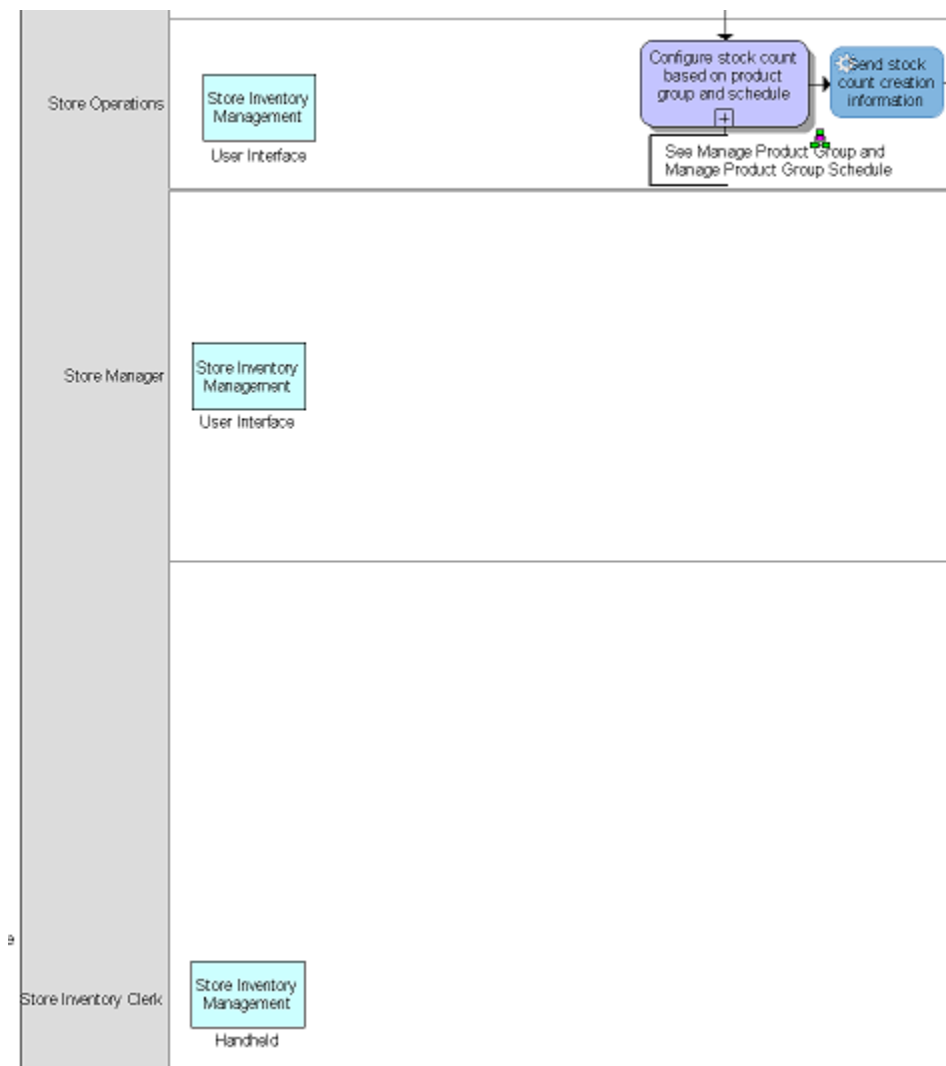 Store Operations
Store Inventory
Management
User Interface
Configure stock count
based on product
group and schedule
Send stock
count creation
information
See Manage Product Group and
Manage Product Group Schedule
Store Manager
Store Inventory
Management
User Interface
Store Inventory Clerk
Store Inventory
Management
Handheld